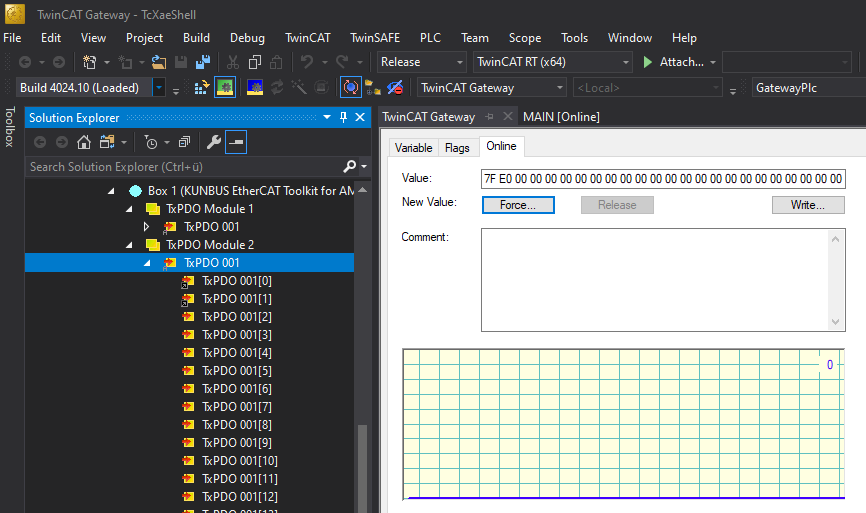 TwinCAT Gateway - TcXaeShell
File Edit View Project Build Debug TwinCAT TwinSAFE PLC Team Scope Tools Window Help
Release TwinCAT RT (x64) Attach...
Build 4024.10 (Loaded) TwinCAT Gateway <Local> GatewayPlc
Toolbox
Solution Explorer
Search Solution Explorer (Ctrl+ü)
Box 1 (KUNBUS EtherCAT Toolkit for AM
TxPDO Module 1
TxPDO 001
TxPDO Module 2
TxPDO 001
TxPDO 001[0]
TxPDO 001[1]
TxPDO 001[2]
TxPDO 001[3]
TxPDO 001[4]
TxPDO 001[5]
TxPDO 001[6]
TxPDO 001[7]
TxPDO 001[8]
TxPDO 001[9]
TxPDO 001[10]
TxPDO 001[11]
TxPDO 001[12]
TwinCAT Gateway MAIN [Online]
Variable Flags Online
Value: 7F E0 00 00 00 00 00 00 00 00 00 00 00 00 00 00 00 00 00 00 00 00 00 00
New Value: Force... Release Write...
Comment:
0